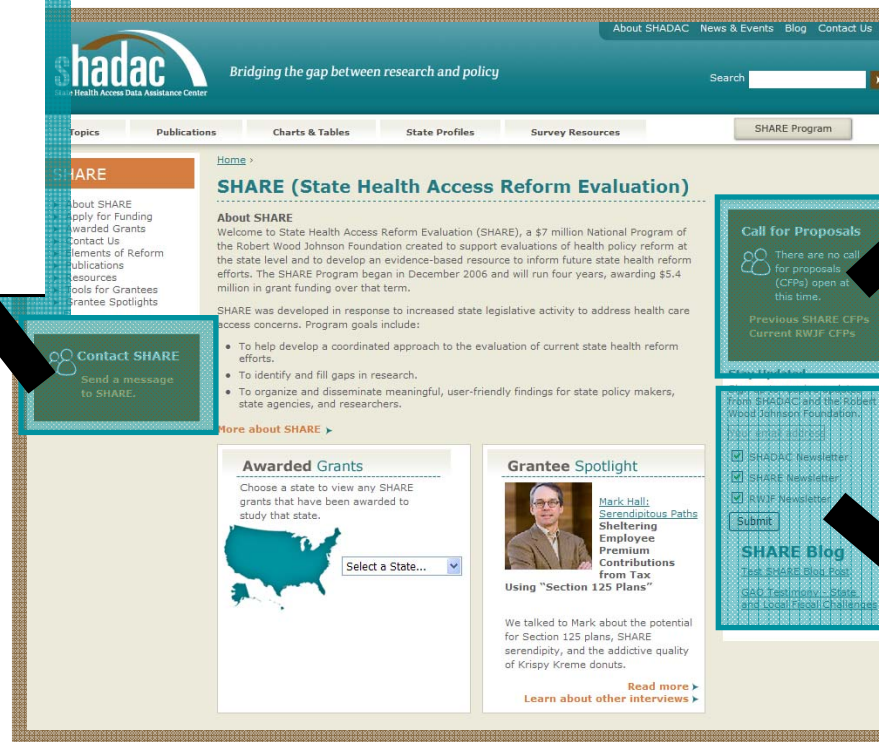 About SHADAC News & Events Blog Contact Us
shadac
State Health Access Data Assistance Center
Bridging the gap between research and policy
Search
Topics Publications Charts & Tables State Profiles Survey Resources SHARE Program
SHARE
About SHARE
Apply for Funding
Awarded Grants
Contact Us
Elements of Reform
Publications
Resources
Tools for Grantees
Grantee Spotlights
Contact SHARE
Send a message
to SHARE.
Home ›
SHARE (State Health Access Reform Evaluation)
About SHARE
Welcome to State Health Access Reform Evaluation (SHARE), a $7 million National Program of
the Robert Wood Johnson Foundation created to support evaluations of health policy reform at
the state level and to develop an evidence-based resource to inform future state health reform
efforts. The SHARE Program began in December 2006 and will run four years, awarding $5.4
million in grant funding over that term.
SHARE was developed in response to increased state legislative activity to address health care
access concerns. Program goals include:
• To help develop a coordinated approach to the evaluation of current state health reform
efforts.
• To identify and fill gaps in research.
• To organize and disseminate meaningful, user-friendly findings for state policy makers,
state agencies, and researchers.
More about SHARE
Awarded Grants
Choose a state to view any SHARE
grants that have been awarded to
study that state.
Select a State...
Grantee Spotlight
Mark Hall:
Serendipitous Paths
Sheltering
Employee
Premium
Contributions
from Tax
Using "Section 125 Plans"
We talked to Mark about the potential
for Section 125 plans, SHARE
serendipity, and the addictive quality
of Krispy Kreme donuts.
Read more
Learn about other interviews
Call for Proposals
There are no call
for proposals
(CFPs) open at
this time.
Previous SHARE CFPs
Current RWJF CFPs
Stay Updated
from SHADAC and the Robert
Wood Johnson Foundation.
Your email address
SHADAC Newsletter
SHARE Newsletter
RWJF Newsletter
Submit
SHARE Blog
Test SHARE Blog Post
GAO Testimony - State
and Local Fiscal Challenges